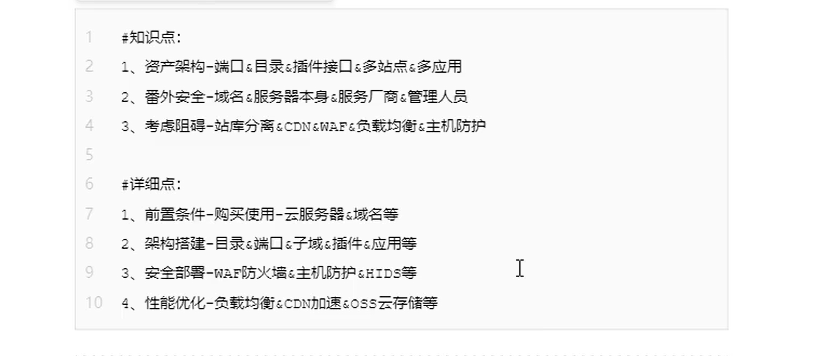 1 #知识点:
2 1、资产架构-端口&目录&插件接口&多站点&多应用
3 2、番外安全-域名&服务器本身&服务厂商&管理人员
4 3、考虑阻碍-站库分离&CDN&WAF&负载均衡&主机防护
5
6 #详细点:
7 1、前置条件-购买使用-云服务器&域名等
8 2、架构搭建-目录&端口&子域&插件&应用等
9 3、安全部署-WAF防火墙&主机防护&HIDS等
10 4、性能优化-负载均衡&CDN加速&OSS云存储等